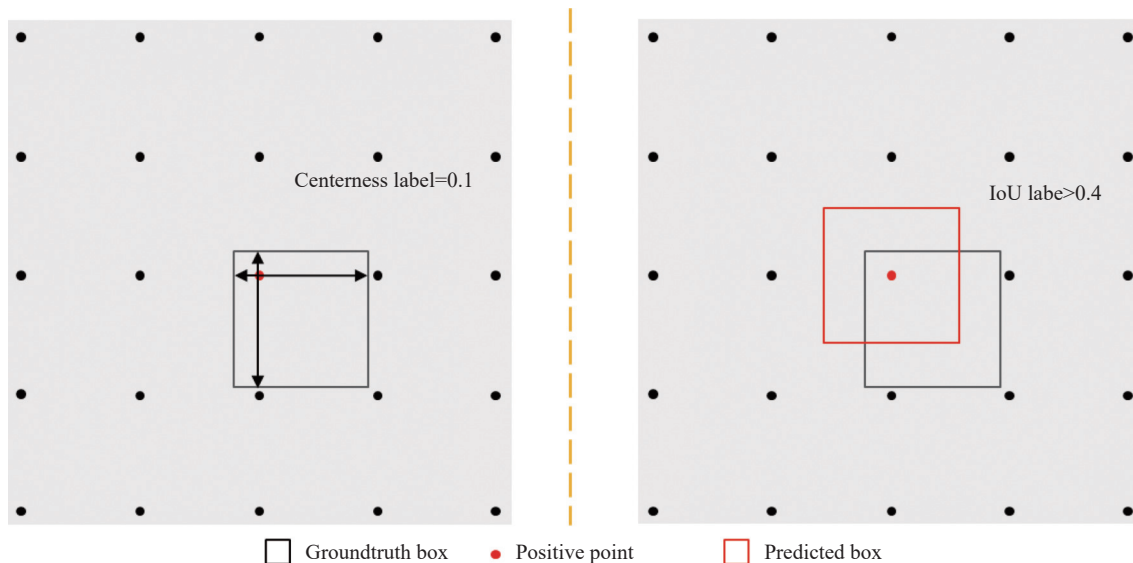 Centerness label=0.1
IoU labe>0.4
Groundtruth box
Positive point
Predicted box